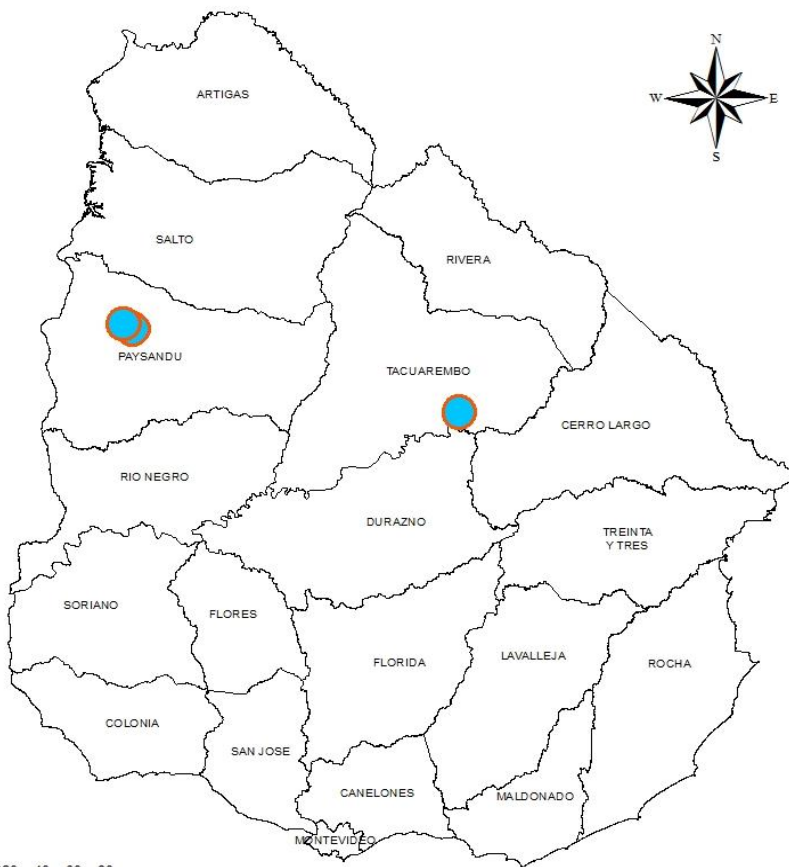 N
W
E
S
ARTIGAS
SALTO
RIVERA
PAYSANDU
TACUAREMBO
CERRO LARGO
RIO NEGRO
DURAZNO
TREINTA
Y TRES
SORIANO
FLORES
FLORIDA
LAVALLEJA
ROCHA
COLONIA
SAN JOSE
CANELONES
MALDONADO
MONTEVIDEO